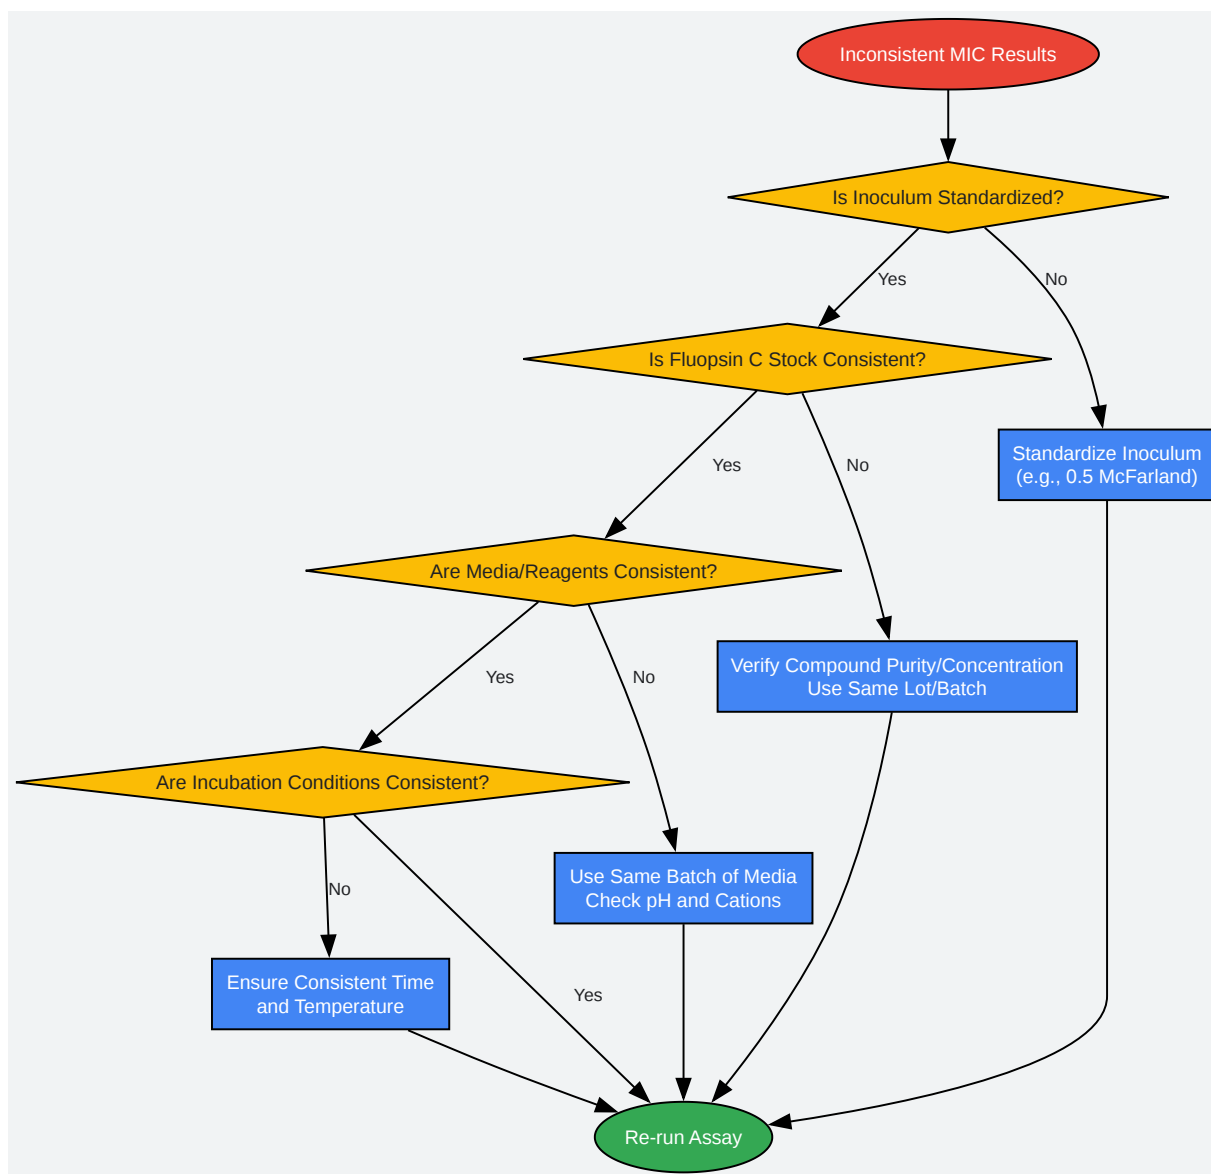 Inconsistent MIC Results
Is Inoculum Standardized?
Yes
No
Is Fluopsin C Stock Consistent?
Standardize Inoculum
(e.g., 0.5 McFarland)
Yes
No
Are Media/Reagents Consistent?
Verify Compound Purity/Concentration
Use Same Lot/Batch
Yes
No
Are Incubation Conditions Consistent?
Use Same Batch of Media
Check pH and Cations
No
Ensure Consistent Time
and Temperature
Yes
Re-run Assay